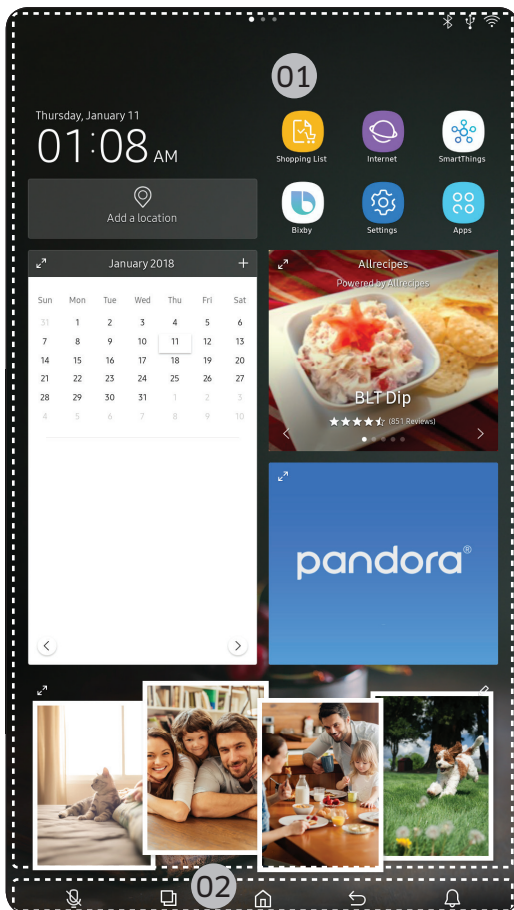 01
Thursday, January 11
01:08 AM
Shopping List
Internet
SmartThings
Add a location
Bixby
Settings
Apps
January 2018 +
Sun Mon Tue Wed Thu Fri Sat
31 1 2 3 4 5 6
7 8 9 10 11 12 13
14 15 16 17 18 19 20
21 22 23 24 25 26 27
28 29 30 31 1 2 3
4 5 6 7 8 9 10
Allrecipes
Powered by Allrecipes
BLT Dip
(851 Reviews)
pandora®
02